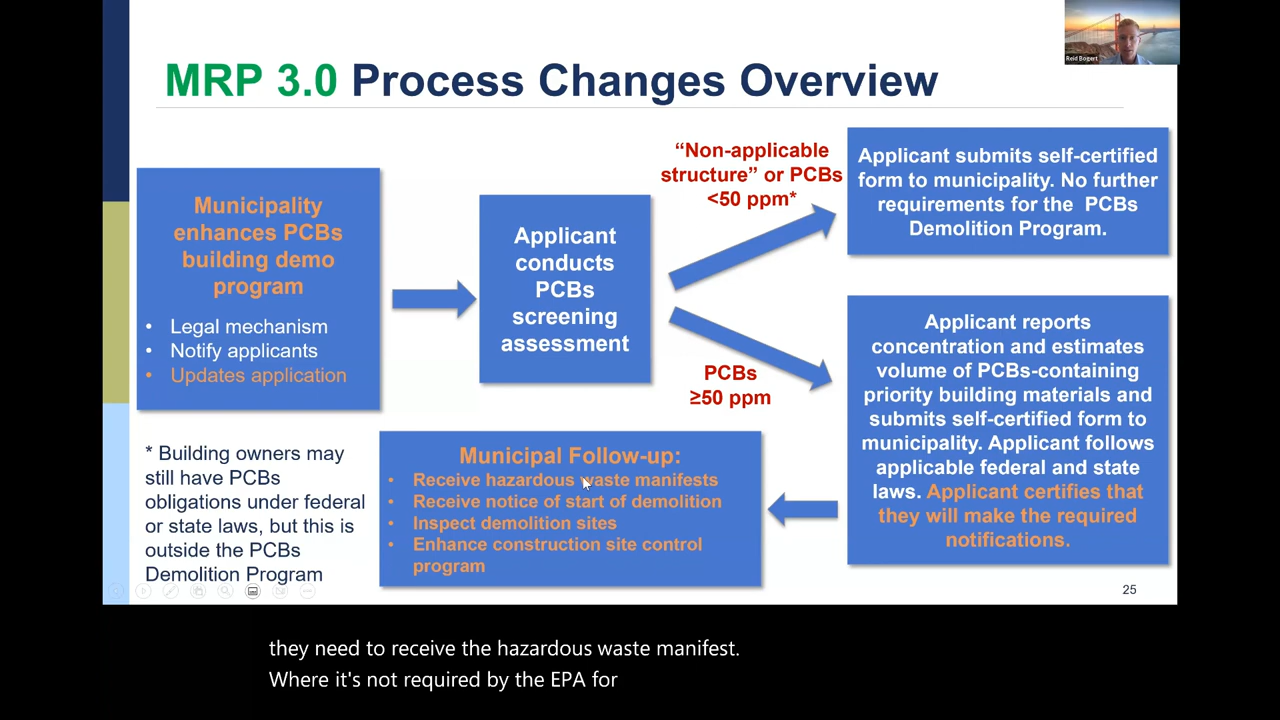 MRP 3.0 Process Changes Overview
Reid Bogert
Municipality
enhances PCBs
building demo
program
• Legal mechanism
• Notify applicants
• Updates application
Applicant
conducts
PCBs
screening
assessment
“Non-applicable
structure” or PCBs
<50 ppm*
Applicant submits self-certified
form to municipality. No further
requirements for the PCBs
Demolition Program.
PCBs
≥50 ppm
Applicant reports
concentration and estimates
volume of PCBs-containing
priority building materials and
submits self-certified form to
municipality. Applicant follows
applicable federal and state
laws. Applicant certifies that
they will make the required
notifications.
Municipal Follow-up:
• Receive hazardous waste manifests
• Receive notice of start of demolition
• Inspect demolition sites
• Enhance construction site control
program
* Building owners may
still have PCBs
obligations under federal
or state laws, but this is
outside the PCBs
Demolition Program
25
they need to receive the hazardous waste manifest.
Where it's not required by the EPA for